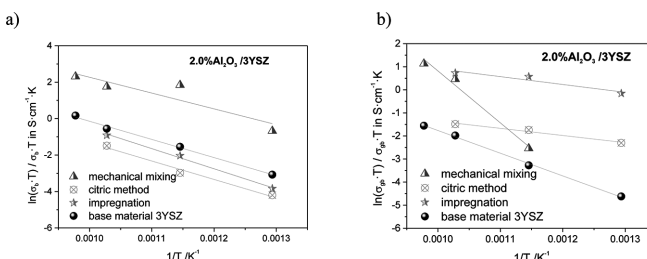 a)
2.0%Al₂O₃ /3YSZ
ln(σb·T) / σb·T in S·cm⁻¹·K
4
2
0
-2
-4
-6
mechanical mixing
citric method
impregnation
base material 3YSZ
0.0010
0.0011
0.0012
0.0013
1/T /K⁻¹
b)
2.0%Al₂O₃ /3YSZ
ln(σgb·T) / σgb·T in S·cm⁻¹·K
2
1
0
-1
-2
-3
-4
-5
-6
mechanical mixing
citric method
impregnation
base material 3YSZ
0.0010
0.0011
0.0012
0.0013
1/T /K⁻¹